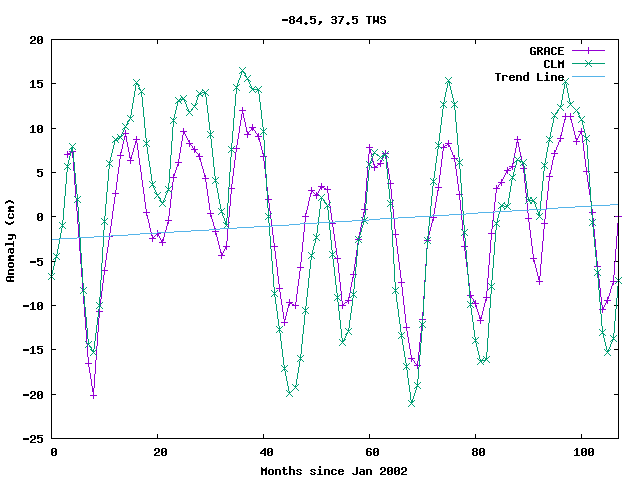 -84.5, 37.5 TWS
GRACE
CLM
Trend Line
20
15
10
5
0
-5
-10
-15
-20
-25
Anomaly (cm)
0 20 40 60 80 100
Months since Jan 2002